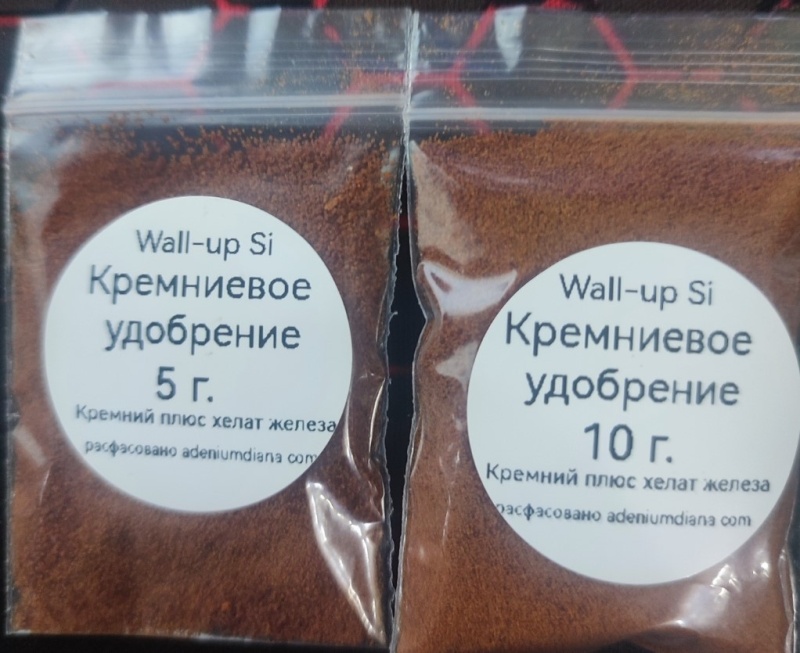 Wall-up Si
Кремниевое
удобрение
5 г.
Кремний плюс хелат железа
расфасовано adeniumdiana com
Wall-up Si
Кремниевое
удобрение
10 г.
Кремний плюс хелат железа
расфасовано adeniumdiana com